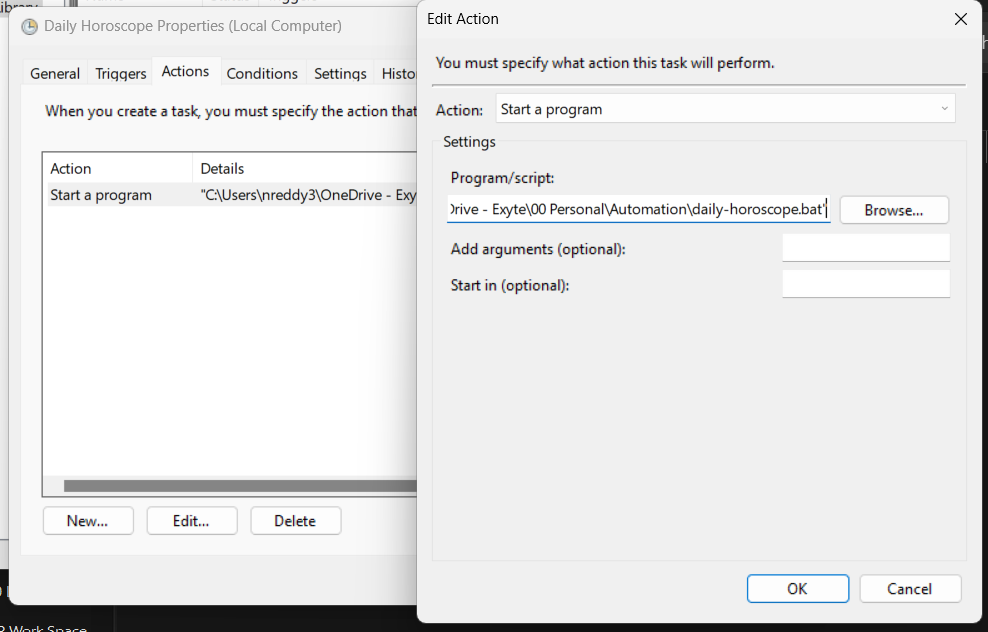 Daily Horoscope Properties (Local Computer)
General Triggers Actions Conditions Settings Histo
When you create a task, you must specify the action that
Action Details
Start a program "C:\Users\nreddy3\OneDrive - Exy
New... Edit... Delete
Work Space
Edit Action
You must specify what action this task will perform.
Action: Start a program
Settings
Program/script:
Drive - Exyte\00 Personal\Automation\daily-horoscope.bat" Browse...
Add arguments (optional):
Start in (optional):
OK Cancel